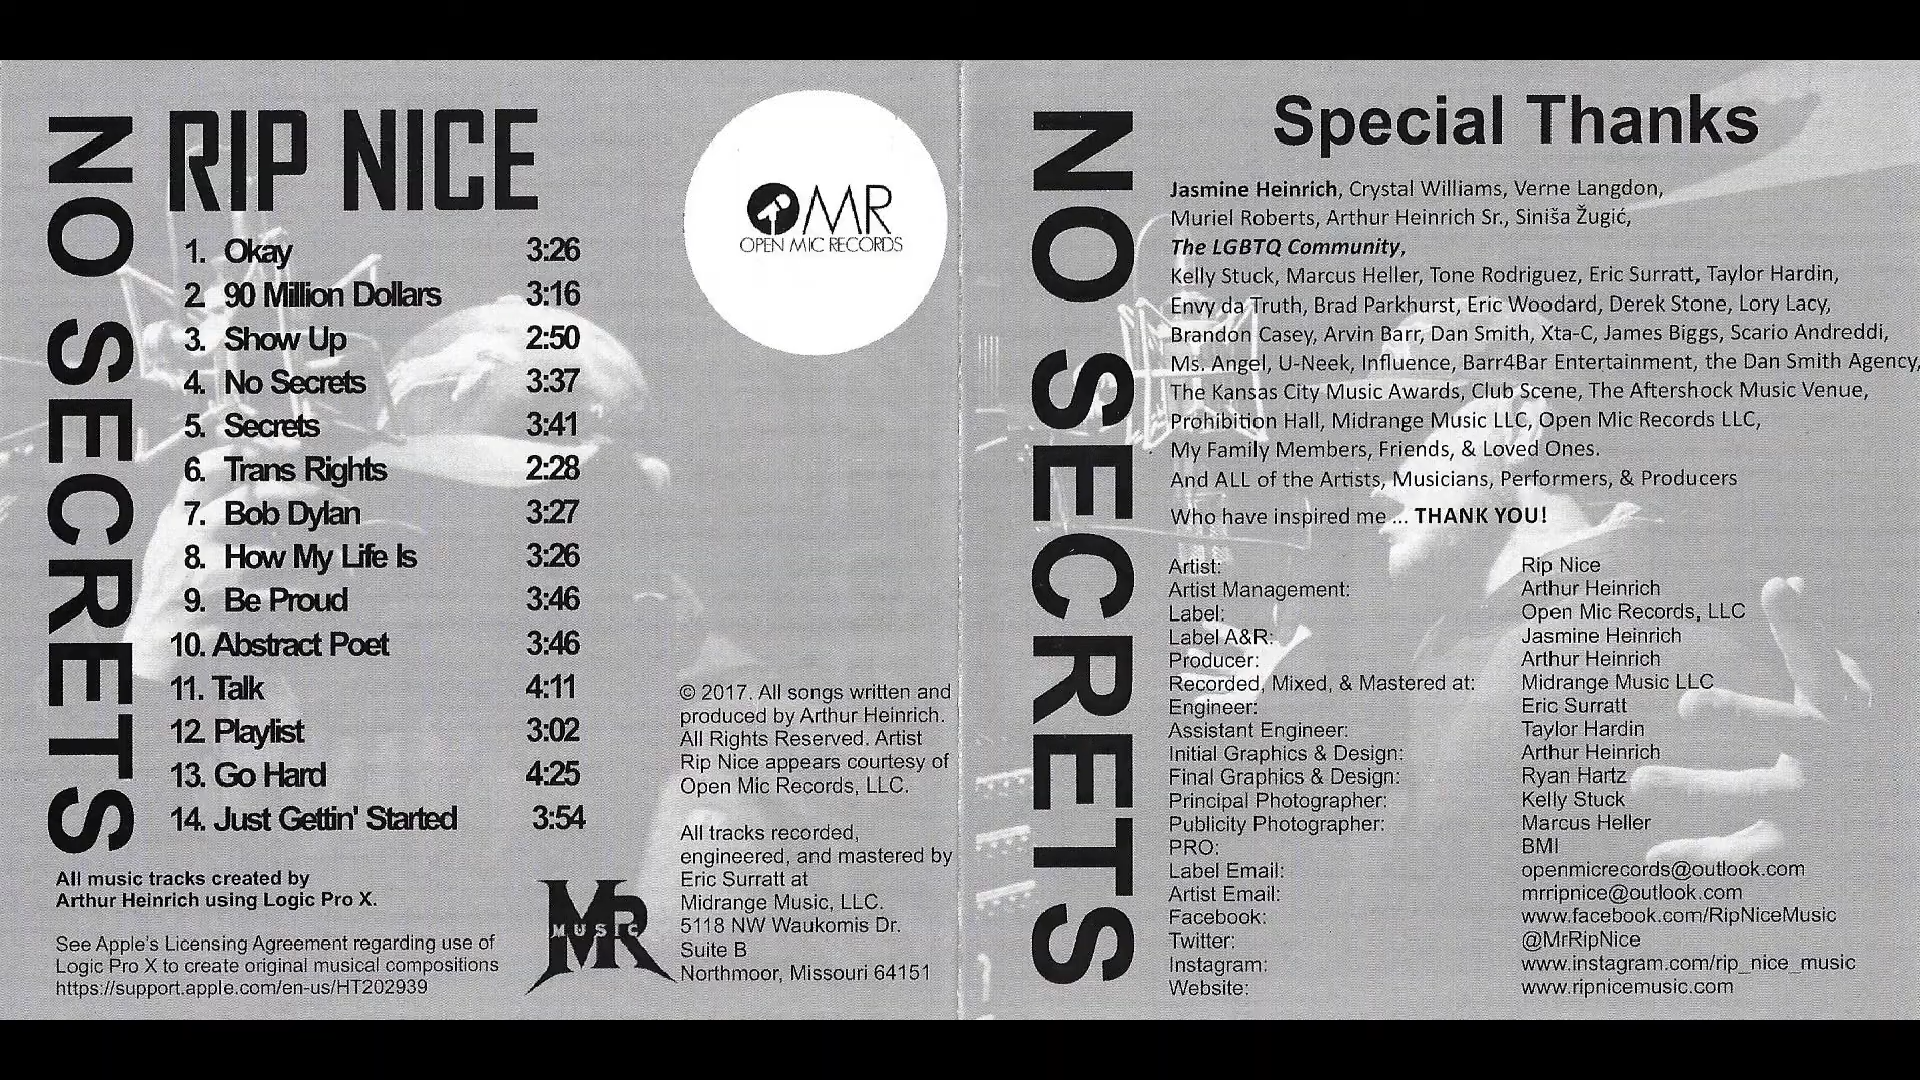 NO SECRETS
RIP NICE
1. Okay 3:26
2. 90 Million Dollars 3:16
3. Show Up 2:50
4. No Secrets 3:37
5. Secrets 3:41
6. Trans Rights 2:28
7. Bob Dylan 3:27
8. How My Life Is 3:26
9. Be Proud 3:46
10. Abstract Poet 3:46
11. Talk 4:11
12. Playlist 3:02
13. Go Hard 4:25
14. Just Gettin' Started 3:54
All music tracks created by
Arthur Heinrich using Logic Pro X.
See Apple's Licensing Agreement regarding use of
Logic Pro X to create original musical compositions
https://support.apple.com/en-us/HT202939
OMR
OPEN MIC RECORDS
© 2017. All songs written and
produced by Arthur Heinrich.
All Rights Reserved. Artist
Rip Nice appears courtesy of
Open Mic Records, LLC.
All tracks recorded,
engineered, and mastered by
Eric Surratt at
Midrange Music, LLC.
5118 NW Waukomis Dr.
Suite B
Northmoor, Missouri 64151
MR
MUSIC
NO SECRETS
Special Thanks
Jasmine Heinrich, Crystal Williams, Verne Langdon,
Muriel Roberts, Arthur Heinrich Sr., Siniša Žugić,
The LGBTQ Community,
Kelly Stuck, Marcus Heller, Tone Rodriguez, Eric Surratt, Taylor Hardin,
Envy da Truth, Brad Parkhurst, Eric Woodard, Derek Stone, Lory Lacy,
Brandon Casey, Arvin Barr, Dan Smith, Xta-C, James Biggs, Scario Andreddi,
Ms. Angel, U-Neek, Influence, Barr4Bar Entertainment, the Dan Smith Agency,
The Kansas City Music Awards, Club Scene, The Aftershock Music Venue,
Prohibition Hall, Midrange Music LLC, Open Mic Records LLC,
My Family Members, Friends, & Loved Ones.
And ALL of the Artists, Musicians, Performers, & Producers
Who have inspired me ... THANK YOU!
Artist: Rip Nice
Artist Management: Arthur Heinrich
Label: Open Mic Records, LLC
Label A&R: Jasmine Heinrich
Producer: Arthur Heinrich
Recorded, Mixed, & Mastered at: Midrange Music LLC
Engineer: Eric Surratt
Assistant Engineer: Taylor Hardin
Initial Graphics & Design: Arthur Heinrich
Final Graphics & Design: Ryan Hartz
Principal Photographer: Kelly Stuck
Publicity Photographer: Marcus Heller
PRO: BMI
Label Email: openmicrecords@outlook.com
Artist Email: mrripnice@outlook.com
Facebook: www.facebook.com/RipNiceMusic
Twitter: @MrRipNice
Instagram: www.instagram.com/rip_nice_music
Website: www.ripnicemusic.com